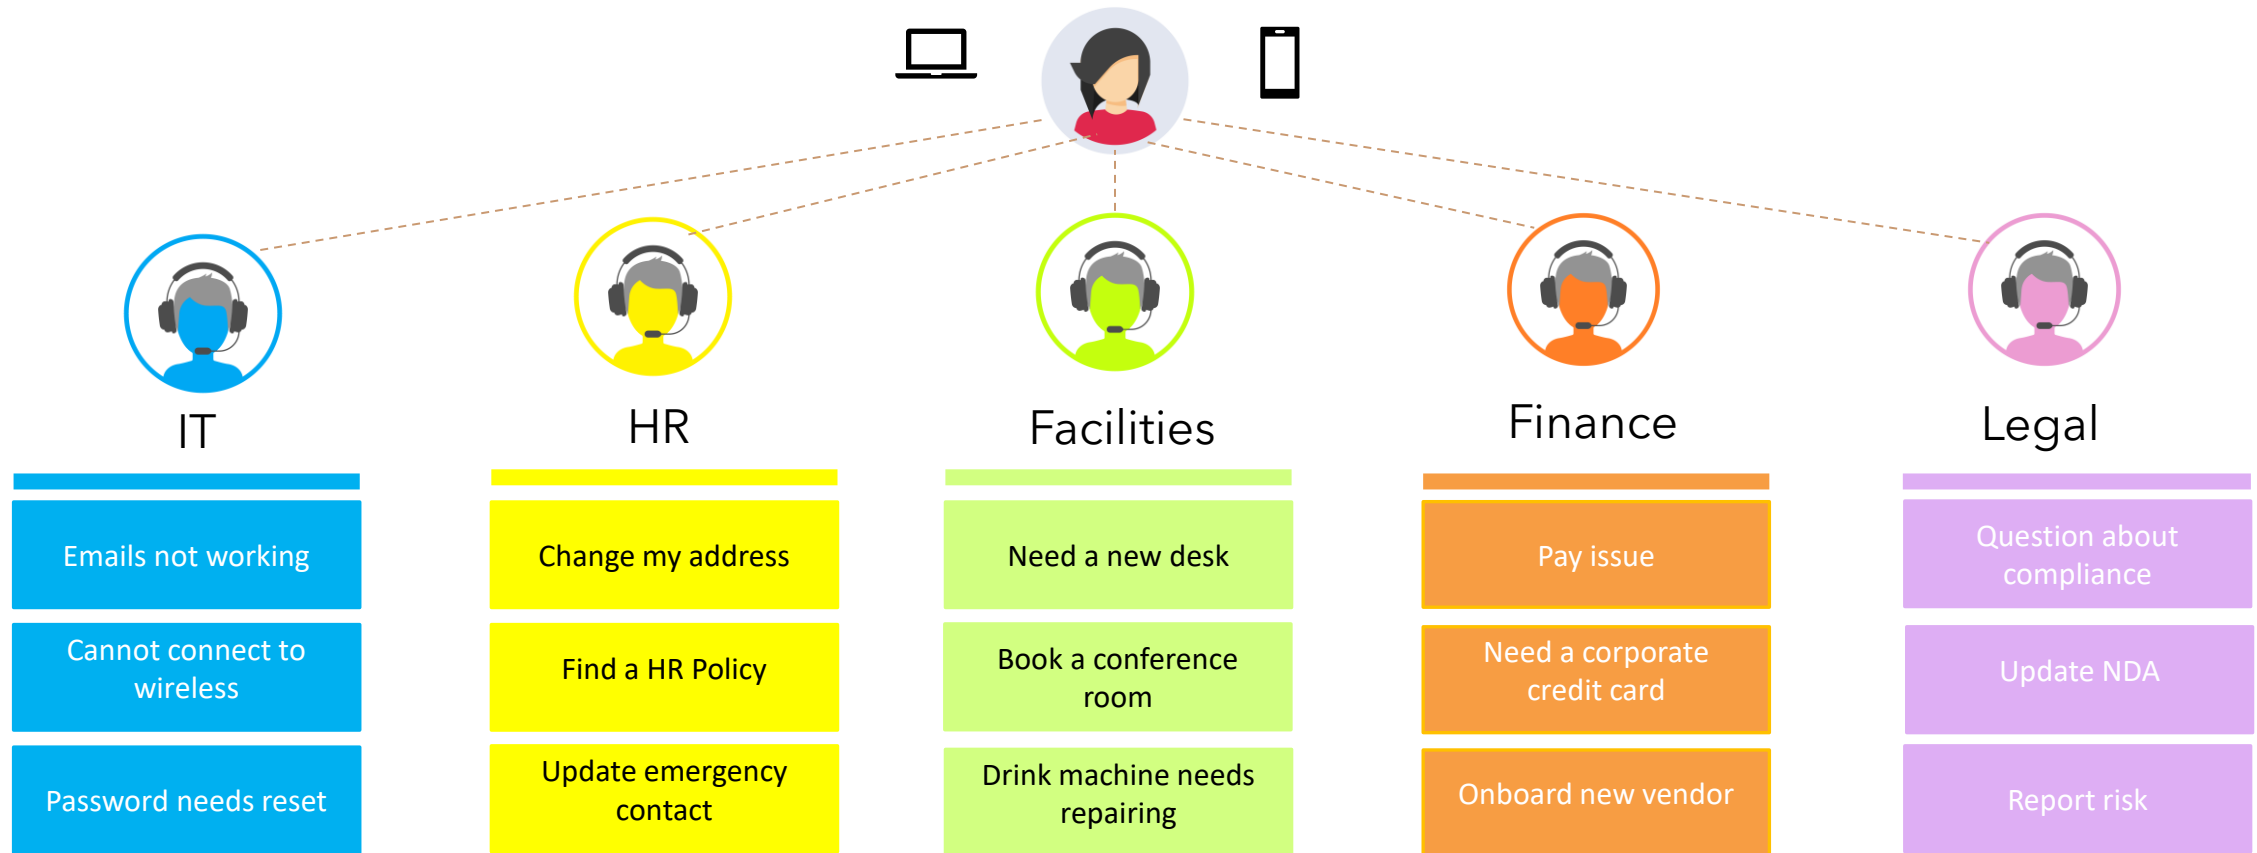 IT
HR
Facilities
Finance
Legal
Emails not working
Cannot connect to
wireless
Password needs reset
Change my address
Find a HR Policy
Update emergency
contact
Need a new desk
Book a conference
room
Drink machine needs
repairing
Pay issue
Need a corporate
credit card
Onboard new vendor
Question about
compliance
Update NDA
Report risk